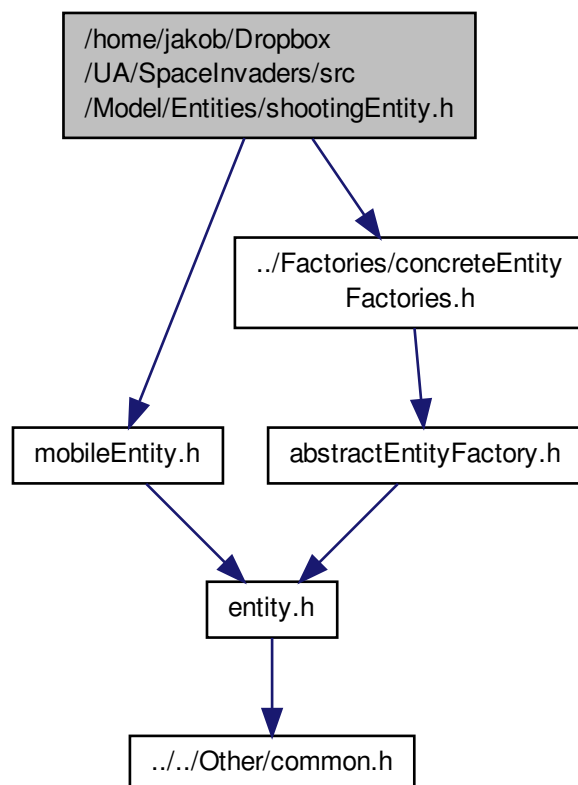 /home/jakob/Dropbox
/UA/SpaceInvaders/src
/Model/Entities/shootingEntity.h
../Factories/concreteEntity
Factories.h
mobileEntity.h
abstractEntityFactory.h
entity.h
../../Other/common.h